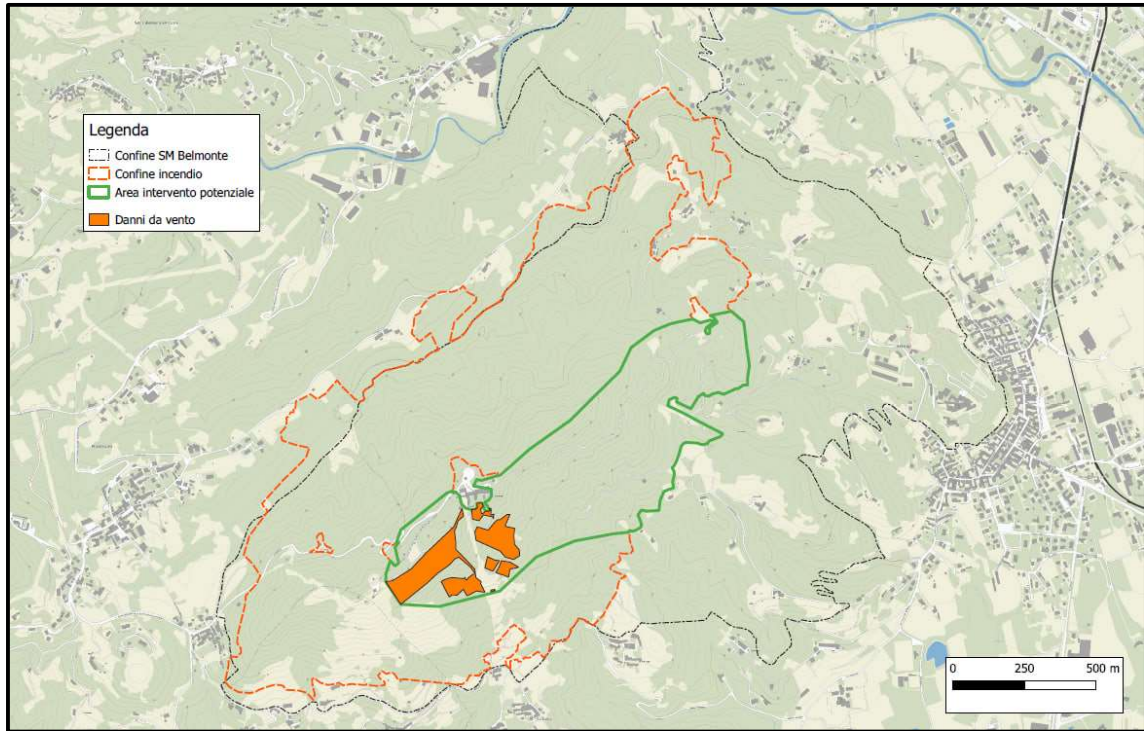 Legenda
Confine SM Belmonte
Confine incendio
Area intervento potenziale
Danni da vento
0 250 500 m